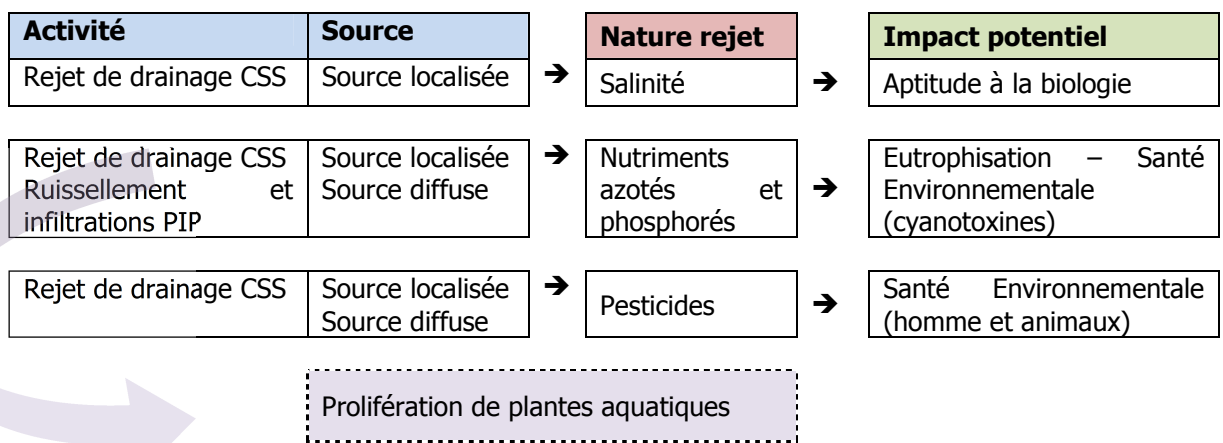 Activité Source Nature rejet Impact potentiel
Rejet de drainage CSS Source localisée ➔ Salinité ➔ Aptitude à la biologie
Rejet de drainage CSS Source localisée ➔ Nutriments Eutrophisation – Santé
Ruissellement et Source diffuse azotés et ➔ Environnementale
infiltrations PIP phosphorés (cyanotoxines)
Rejet de drainage CSS Source localisée ➔ Pesticides ➔ Santé Environnementale
Source diffuse (homme et animaux)
Prolifération de plantes aquatiques